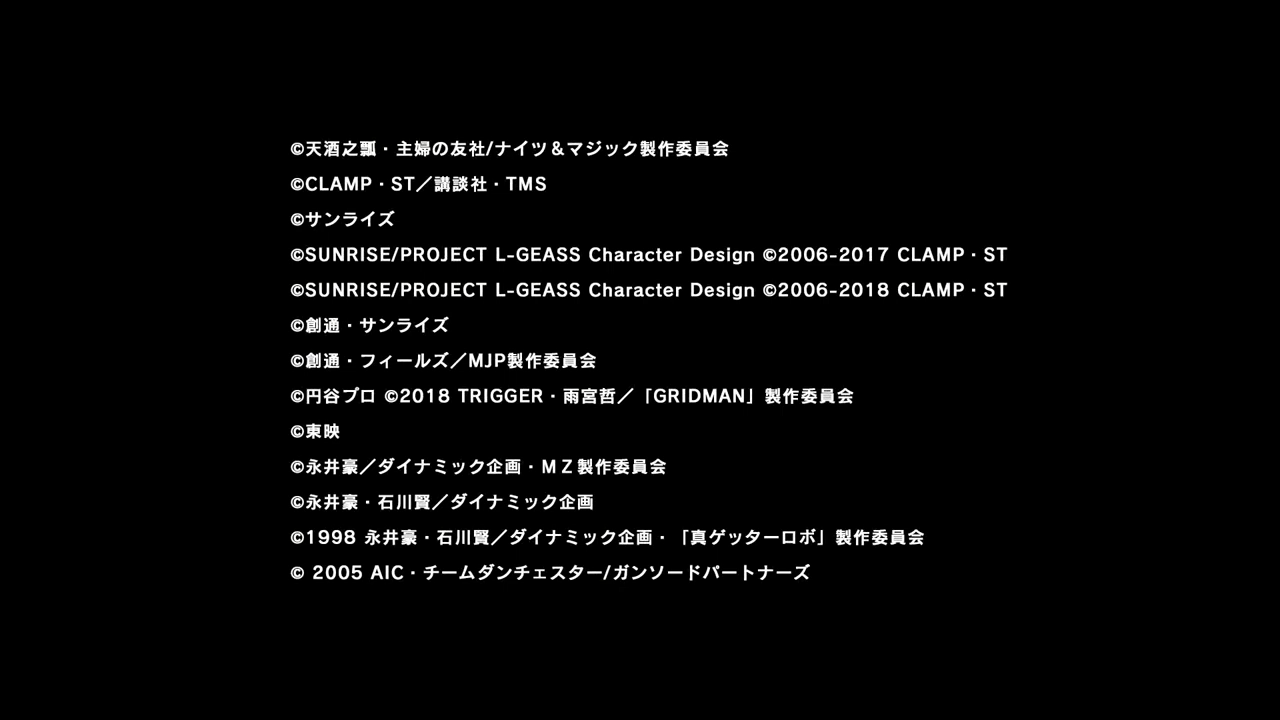 ©天酒之瓢・主婦の友社/ナイツ＆マジック製作委員会
©CLAMP・ST／講談社・TMS
©サンライズ
©SUNRISE/PROJECT L-GEASS Character Design ©2006-2017 CLAMP・ST
©SUNRISE/PROJECT L-GEASS Character Design ©2006-2018 CLAMP・ST
©創通・サンライズ
©創通・フィールズ／MJP製作委員会
©円谷プロ ©2018 TRIGGER・雨宮哲／「GRIDMAN」製作委員会
©東映
©永井豪／ダイナミック企画・ＭＺ製作委員会
©永井豪・石川賢／ダイナミック企画
©1998 永井豪・石川賢／ダイナミック企画・「真ゲッターロボ」製作委員会
© 2005 AIC・チームダンチェスター/ガンソードパートナーズ